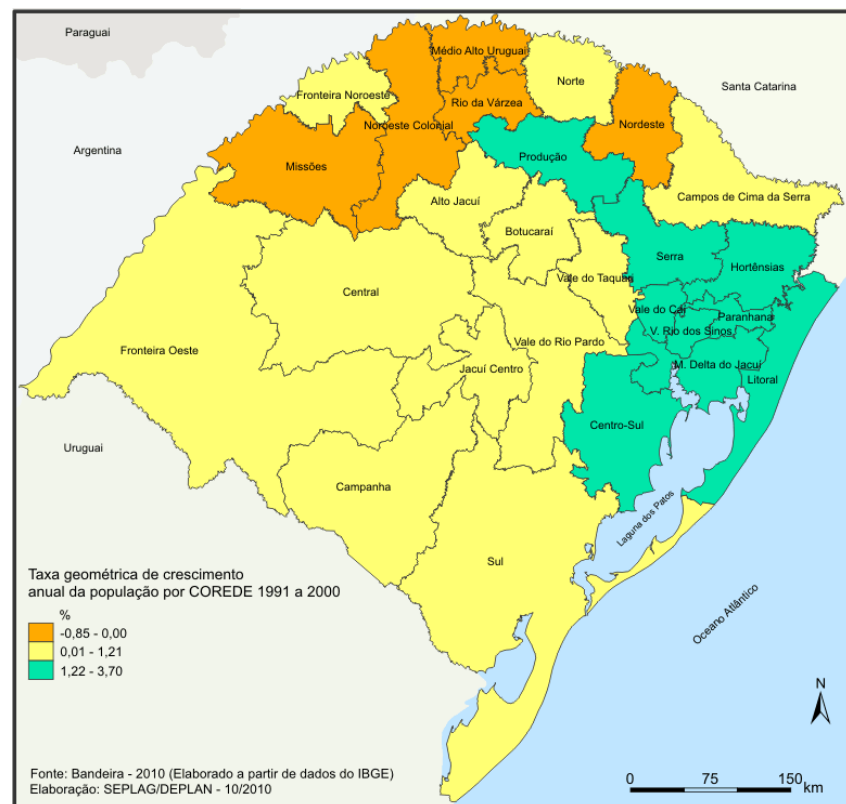 Paraguai
Médio Alto Uruguai
Norte
Santa Catarina
Fronteira Noroeste
Rio da Várzea
Noroeste Colonial
Nordeste
Argentina
Produção
Missões
Campos de Cima da Serra
Alto Jacuí
Botucaraí
Serra
Hortênsias
Vale do Taquari
Central
Vale do Caí
Paranhana
V. Rio dos Sinos
Vale do Rio Pardo
Fronteira Oeste
M. Delta do Jacuí
Jacuí Centro
Litoral
Centro-Sul
Uruguai
Campanha
Laguna dos Patos
Sul
Oceano Atlântico
Taxa geométrica de crescimento
anual da população por COREDE 1991 a 2000
%
-0,85 - 0,00
0,01 - 1,21
1,22 - 3,70
N
Fonte: Bandeira - 2010 (Elaborado a partir de dados do IBGE)
Elaboração: SEPLAG/DEPLAN - 10/2010
0 75 150 km